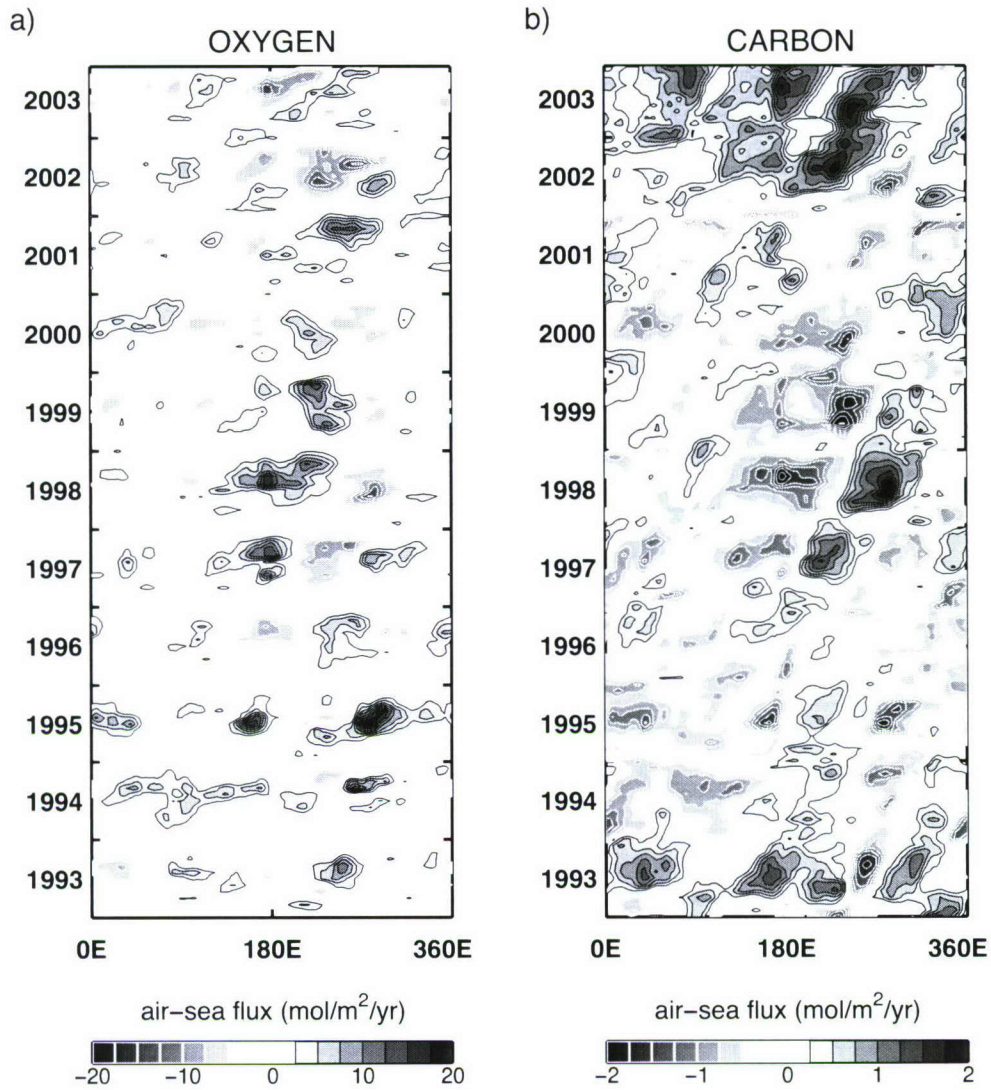 a)
OXYGEN
2003
2002
2001
2000
1999
1998
1997
1996
1995
1994
1993
0E 180E 360E
air-sea flux (mol/m²/yr)
-20 -10 0 10 20
b)
CARBON
2003
2002
2001
2000
1999
1998
1997
1996
1995
1994
1993
0E 180E 360E
air-sea flux (mol/m²/yr)
-2 -1 0 1 2